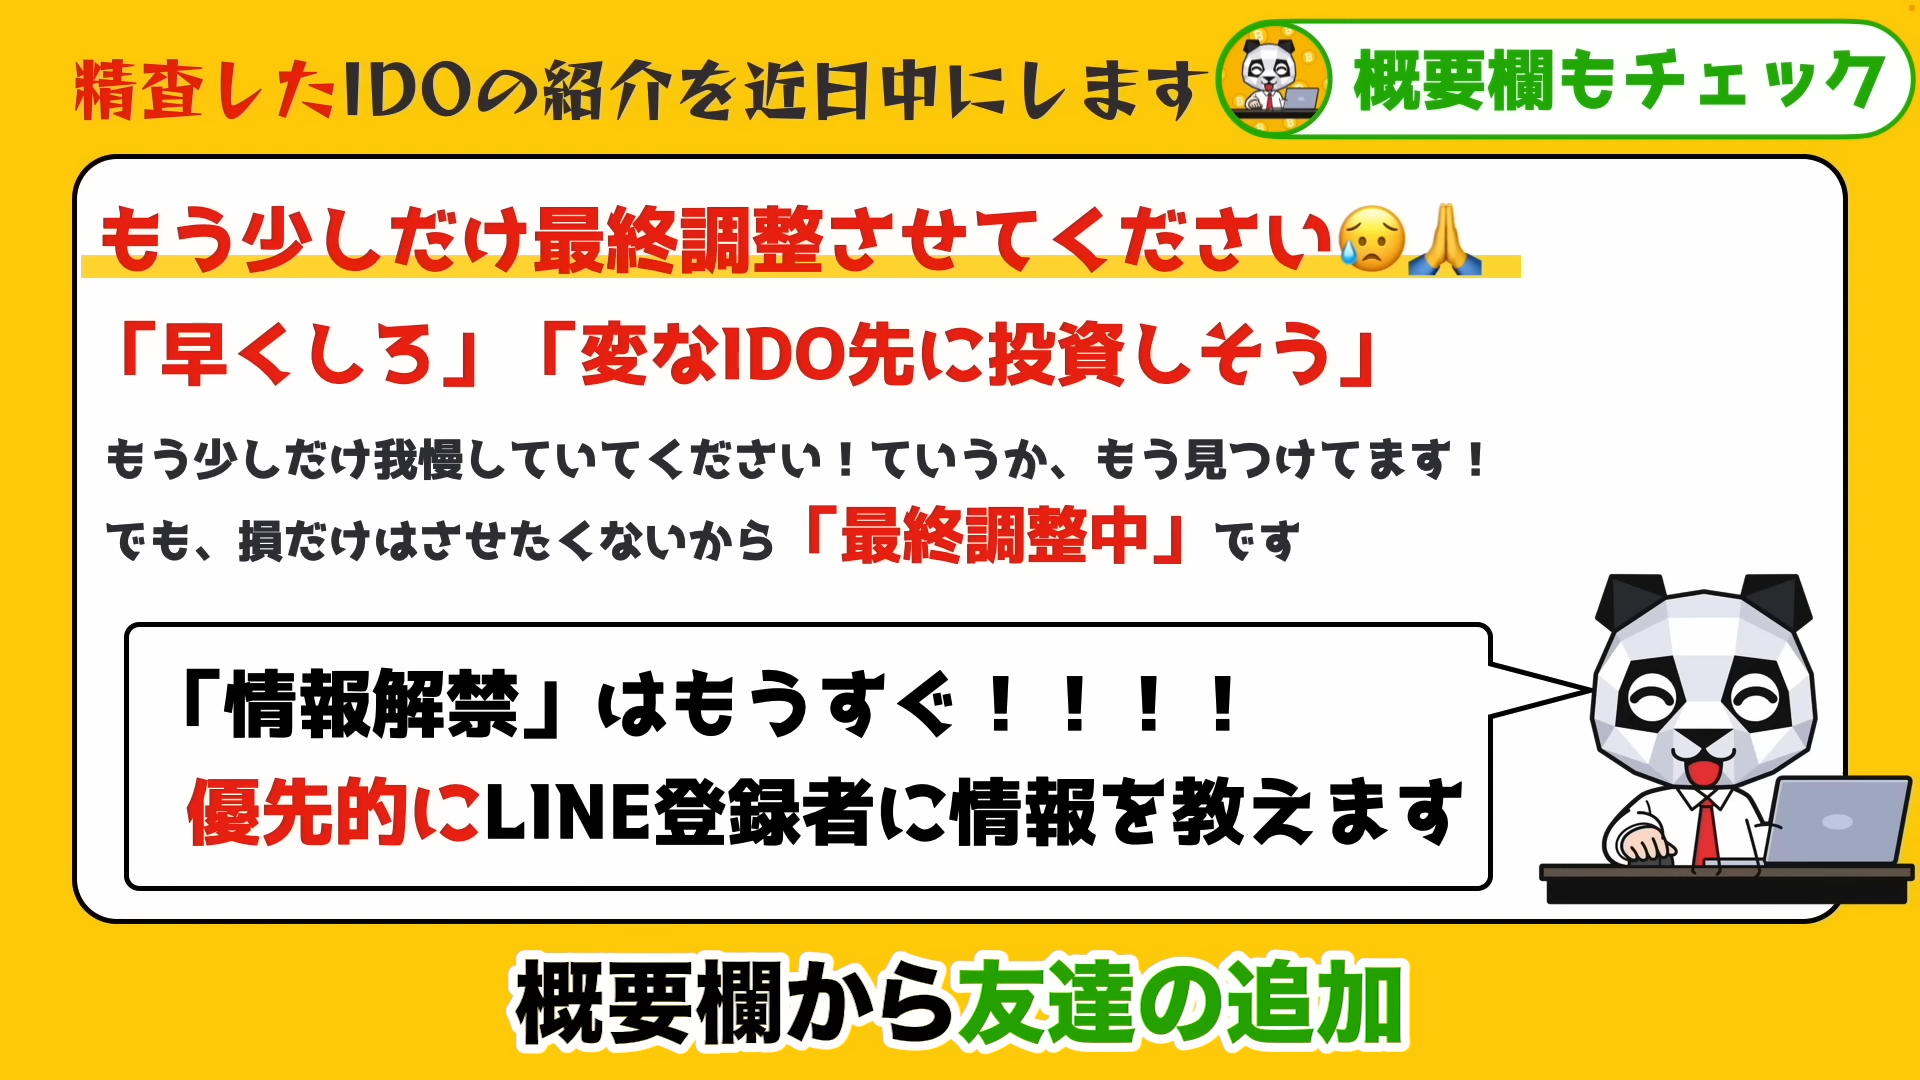 精査したIDOの紹介を近日中にします
概要欄もチェック
もう少しだけ最終調整させてください😥🙏
「早くしろ」「変なIDO先に投資しそう」
もう少しだけ我慢していてください！ていうか、もう見つけてます！
でも、損だけはさせたくないから「最終調整中」です
「情報解禁」はもうすぐ！！！！
優先的にLINE登録者に情報を教えます
概要欄から友達の追加